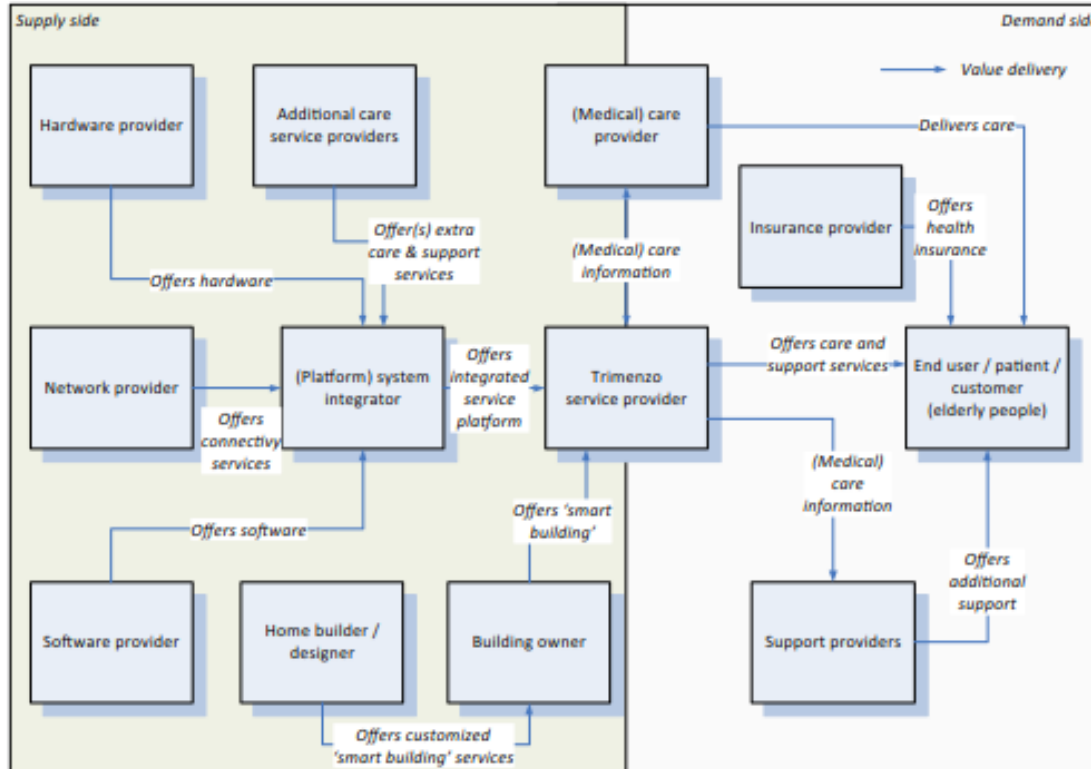 Supply side
Demand side
Value delivery
Hardware provider
Additional care
service providers
(Medical) care
provider
Delivers care
Insurance provider
Offers
health
insurance
Offer(s) extra
care & support
services
(Medical) care
information
Offers hardware
Network provider
Offers
connectivy
services
(Platform) system
integrator
Offers
integrated
service
platform
Trimenzo
service provider
Offers care and
support services
End user / patient /
customer
(elderly people)
(Medical)
care
information
Offers software
Offers ‘smart
building’
Offers
additional
support
Software provider
Home builder /
designer
Building owner
Support providers
Offers customized
‘smart building’ services